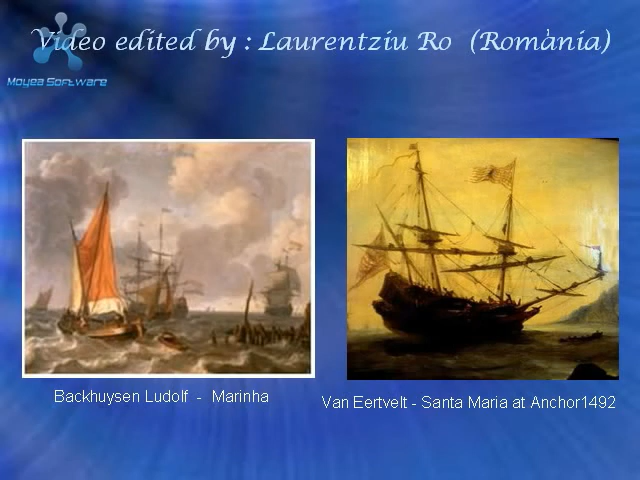 Video edited by : Laurentziu Ro (Romània)
Moyea Software
Backhuysen Ludolf - Marinha
Van Eertvelt - Santa Maria at Anchor1492